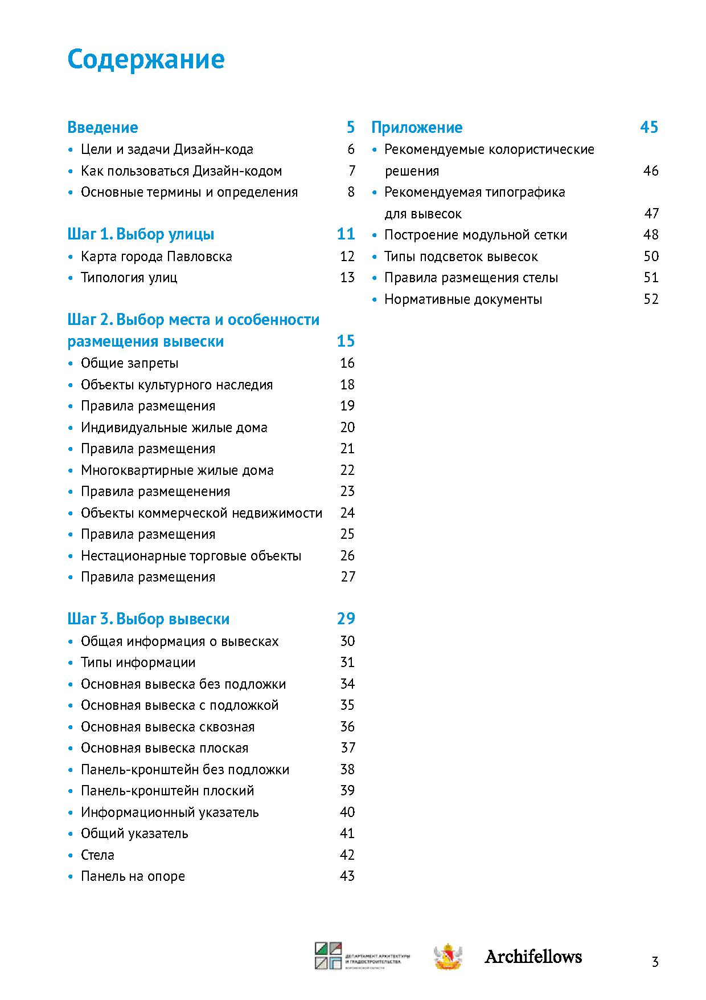 Содержание
Введение 5
• Цели и задачи Дизайн-кода 6
• Как пользоваться Дизайн-кодом 7
• Основные термины и определения 8
Шаг 1. Выбор улицы 11
• Карта города Павловска 12
• Типология улиц 13
Шаг 2. Выбор места и особенности
размещения вывески 15
• Общие запреты 16
• Объекты культурного наследия 18
• Правила размещения 19
• Индивидуальные жилые дома 20
• Правила размещения 21
• Многоквартирные жилые дома 22
• Правила размещенения 23
• Объекты коммерческой недвижимости 24
• Правила размещения 25
• Нестационарные торговые объекты 26
• Правила размещения 27
Шаг 3. Выбор вывески 29
• Общая информация о вывесках 30
• Типы информации 31
• Основная вывеска без подложки 34
• Основная вывеска с подложкой 35
• Основная вывеска сквозная 36
• Основная вывеска плоская 37
• Панель-кронштейн без подложки 38
• Панель-кронштейн плоский 39
• Информационный указатель 40
• Общий указатель 41
• Стела 42
• Панель на опоре 43
Приложение 45
• Рекомендуемые колористические
решения 46
• Рекомендуемая типографика
для вывесок 47
• Построение модульной сетки 48
• Типы подсветок вывесок 50
• Правила размещения стелы 51
• Нормативные документы 52
ДЕПАРТАМЕНТ АРХИТЕКТУРЫ
И ГРАДОСТРОИТЕЛЬСТВА
ВОРОНЕЖСКОЙ ОБЛАСТИ
Archifellows
3